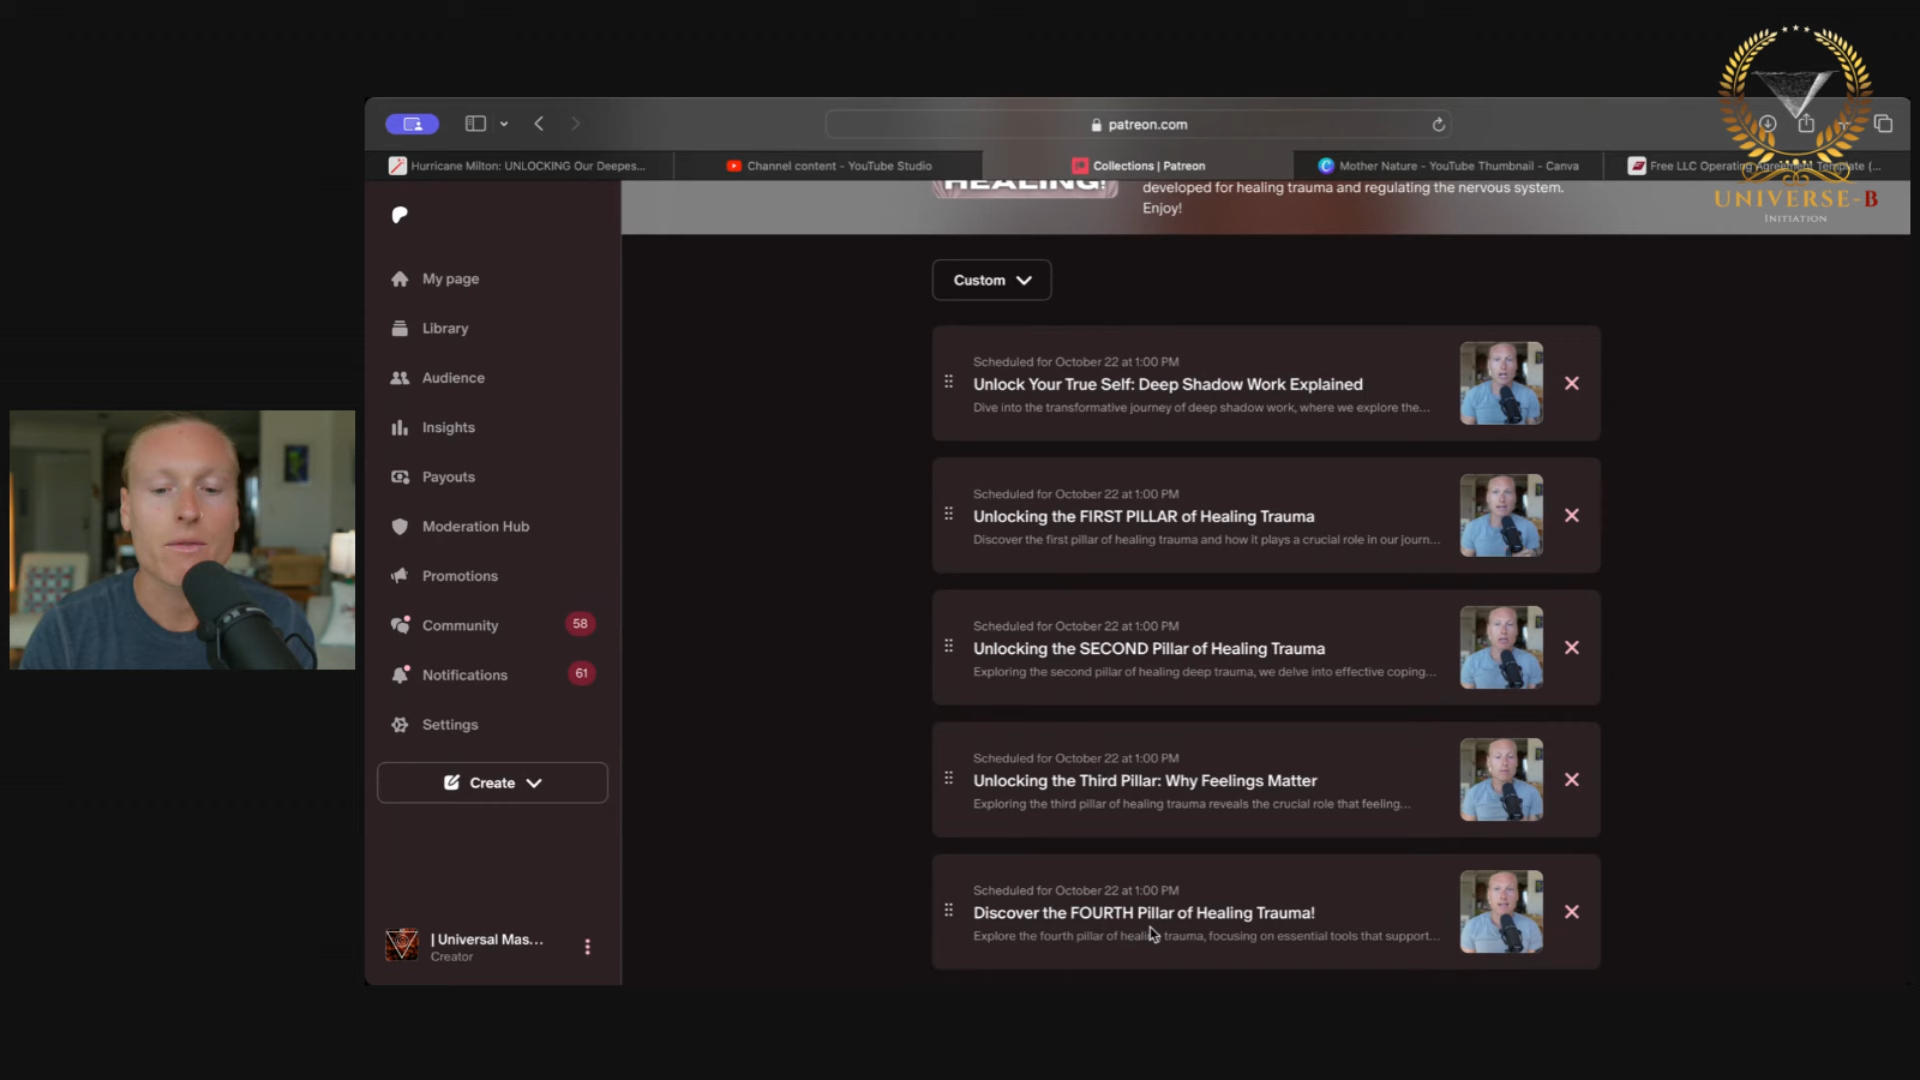 patreon.com
Hurricane Milton: UNLOCKING Our Deepes...
Channel content - YouTube Studio
Collections | Patreon
Mother Nature - YouTube Thumbnail - Canva
Free LLC Operating Agreement Template (...
UNIVERSE-B
INITIATION
HEALING!
developed for healing trauma and regulating the nervous system.
Enjoy!
My page
Library
Audience
Insights
Payouts
Moderation Hub
Promotions
Community
58
Notifications
61
Settings
Create
| Universal Mas...
Creator
Custom
Scheduled for October 22 at 1:00 PM
Unlock Your True Self: Deep Shadow Work Explained
Dive into the transformative journey of deep shadow work, where we explore the...
Scheduled for October 22 at 1:00 PM
Unlocking the FIRST PILLAR of Healing Trauma
Discover the first pillar of healing trauma and how it plays a crucial role in our journ...
Scheduled for October 22 at 1:00 PM
Unlocking the SECOND Pillar of Healing Trauma
Exploring the second pillar of healing deep trauma, we delve into effective coping...
Scheduled for October 22 at 1:00 PM
Unlocking the Third Pillar: Why Feelings Matter
Exploring the third pillar of healing trauma reveals the crucial role that feeling...
Scheduled for October 22 at 1:00 PM
Discover the FOURTH Pillar of Healing Trauma!
Explore the fourth pillar of healing trauma, focusing on essential tools that support...